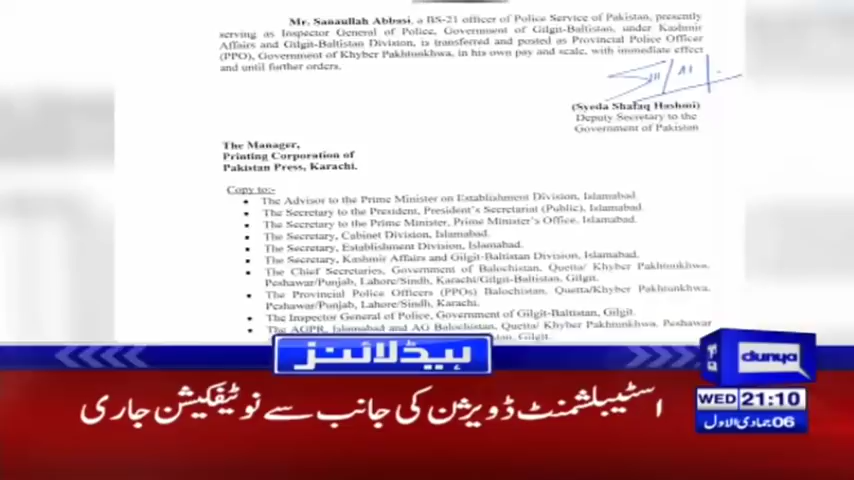 Mr. Sanaullah Abbasi, a BS-21 officer of Police Service of Pakistan, presently
serving as Inspector General of Police, Government of Gilgit-Baltistan, under Kashmir
Affairs and Gilgit-Baltistan Division, is transferred and posted as Provincial Police Officer
(PPO), Government of Khyber Pakhtunkhwa, in his own pay and scale, with immediate effect
and until further orders.
(Syeda Shafaq Hashmi)
Deputy Secretary to the
Government of Pakistan
The Manager,
Printing Corporation of
Pakistan Press, Karachi.
Copy to:-
• The Advisor to the Prime Minister on Establishment Division, Islamabad.
• The Secretary to the President, President's Secretariat (Public), Islamabad.
• The Secretary to the Prime Minister, Prime Minister's Office, Islamabad.
• The Secretary, Cabinet Division, Islamabad.
• The Secretary, Establishment Division, Islamabad.
• The Secretary, Kashmir Affairs and Gilgit-Baltistan Division, Islamabad.
• The Chief Secretaries, Government of Balochistan, Quetta/ Khyber Pakhtunkhwa,
Peshawar/Punjab, Lahore/Sindh, Karachi/Gilgit-Baltistan, Gilgit.
• The Provincial Police Officers (PPOs) Balochistan, Quetta/Khyber Pakhtunkhwa,
Peshawar/Punjab, Lahore/Sindh, Karachi.
• The Inspector General of Police, Government of Gilgit-Baltistan, Gilgit.
• The AGPR, Islamabad and AG Balochistan, Quetta/ Khyber Pakhtunkhwa, Peshawar
Gilgit.
ہیڈلائنز
dunya
اسٹیبلشمنٹ ڈویژن کی جانب سے نوٹیفکیشن جاری
WED 21:10
06 جمادی الاول